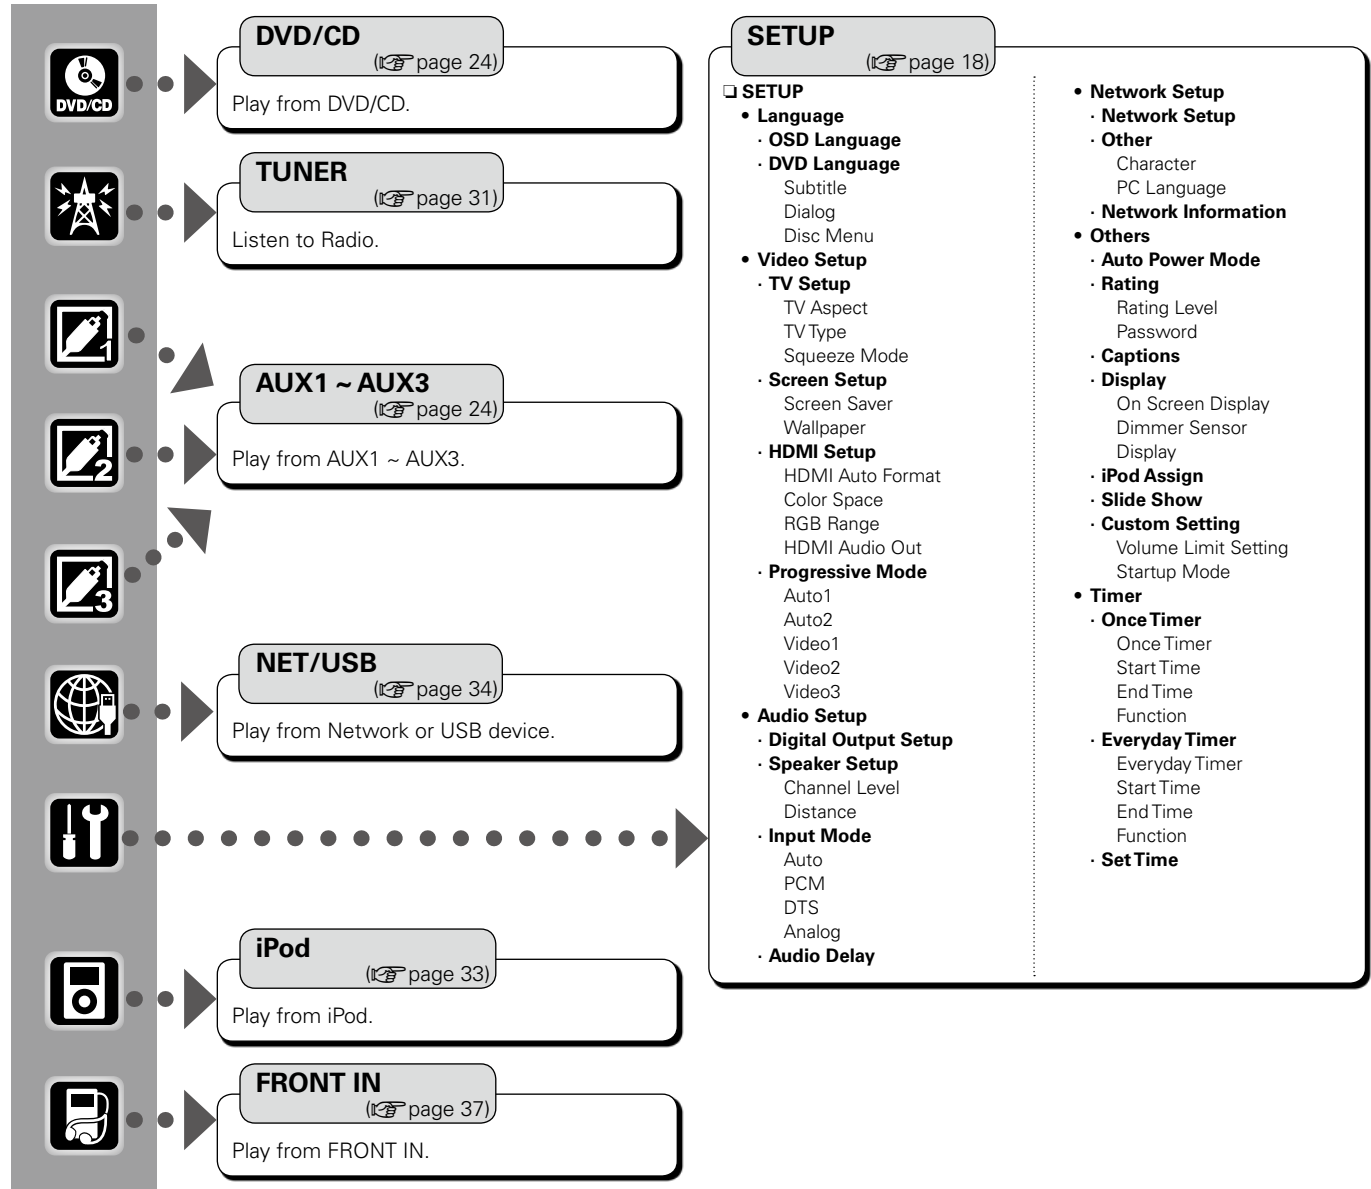 DVD/CD
DVD/CD
(☞ page 24)
Play from DVD/CD.
TUNER
(☞ page 31)
Listen to Radio.
1
2
3
AUX1 ~ AUX3
(☞ page 24)
Play from AUX1 ~ AUX3.
NET/USB
(☞ page 34)
Play from Network or USB device.
iPod
(☞ page 33)
Play from iPod.
FRONT IN
(☞ page 37)
Play from FRONT IN.
SETUP
(☞ page 18)
❏ SETUP
• Language
· OSD Language
· DVD Language
Subtitle
Dialog
Disc Menu
• Video Setup
· TV Setup
TV Aspect
TV Type
Squeeze Mode
· Screen Setup
Screen Saver
Wallpaper
· HDMI Setup
HDMI Auto Format
Color Space
RGB Range
HDMI Audio Out
· Progressive Mode
Auto1
Auto2
Video1
Video2
Video3
• Audio Setup
· Digital Output Setup
· Speaker Setup
Channel Level
Distance
· Input Mode
Auto
PCM
DTS
Analog
· Audio Delay
• Network Setup
· Network Setup
· Other
Character
PC Language
· Network Information
• Others
· Auto Power Mode
· Rating
Rating Level
Password
· Captions
· Display
On Screen Display
Dimmer Sensor
Display
· iPod Assign
· Slide Show
· Custom Setting
Volume Limit Setting
Startup Mode
• Timer
· Once Timer
Once Timer
Start Time
End Time
Function
· Everyday Timer
Everyday Timer
Start Time
End Time
Function
· Set Time